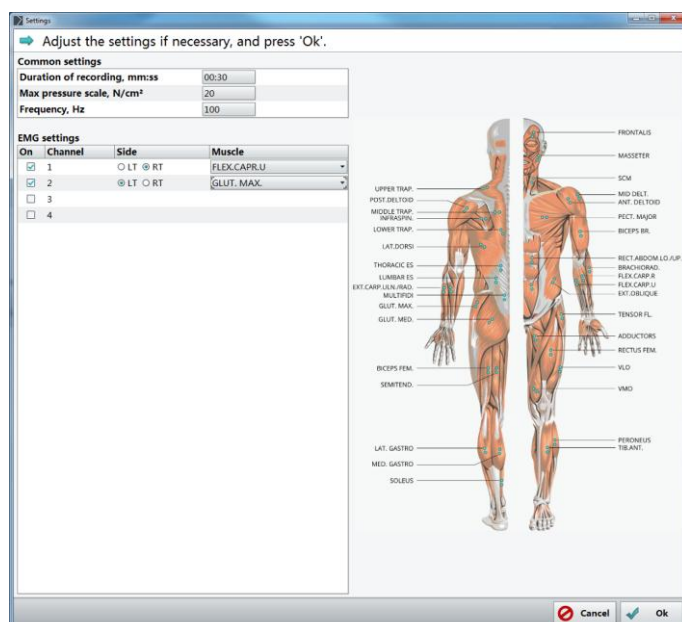 Settings
Adjust the settings if necessary, and press 'Ok'.
Common settings
Duration of recording, mm:ss 00:30
Max pressure scale, N/cm² 20
Frequency, Hz 100
EMG settings
On Channel Side Muscle
1 LT RT FLEX.CAPR.U
2 LT RT GLUT. MAX.
3
4
UPPER TRAP.
POST.DELTOID
MIDDLE TRAP.
INFRASPIN.
LOWER TRAP.
LAT.DORSI
THORACIC ES
LUMBAR ES
EXT.CARP.ULN./RAD.
MULTIFIDI
GLUT. MAX.
GLUT. MED.
BICEPS FEM.
SEMITEND.
LAT. GASTRO
MED. GASTRO
SOLEUS
FRONTALIS
MASSETER
SCM
MID DELT.
ANT. DELTOID
PECT. MAJOR
BICEPS BR.
RECT.ABDOM.LO./UP.
BRACHIORAD.
FLEX.CARP.R
FLEX.CARP.U
EXT.OBLIQUE
TENSOR FL.
ADDUCTORS
RECTUS FEM.
VLO
VMO
PERONEUS
TIB.ANT.
Cancel Ok